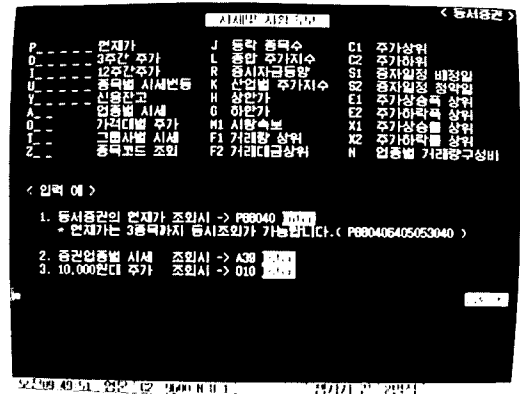 < 동서증권 >
P_ _ _ _ _ 현재가 J 등락 종목수 C1 주가상위
D_ _ _ _ _ 3주간 주가 L 종합 주가지수 C2 주가하위
I_ _ _ _ _ 12주간주가 R 증시자금동향 S1 증자일정 배정일
U_ _ _ _ _ 종목별 시세변동 K 산업별 주가지수 S2 증자일정 청약일
V_ _ _ _ _ 신용잔고 H 상한가 E1 주가상승폭 상위
A_ _ 업종별 시세 G 하한가 E2 주가하락폭 상위
O_ _ 가격대별 주가 M1 시황속보 X1 주가상승률 상위
T_ _ 그룹사별 시세 F1 거래량 상위 X2 주가하락률 상위
Z_ _ 종목코드 조회 F2 거래대금상위 N 업종별 거래량구성비
< 입력 예 >
1. 동서증권의 현재가 조회시 -> P88040
* 현재가는 3종목까지 동시조회가 가능합니다.( P880406405053040 )
2. 증권업종별 시세 조회시 -> A39
3. 10,000원대 주가 조회시 -> O10